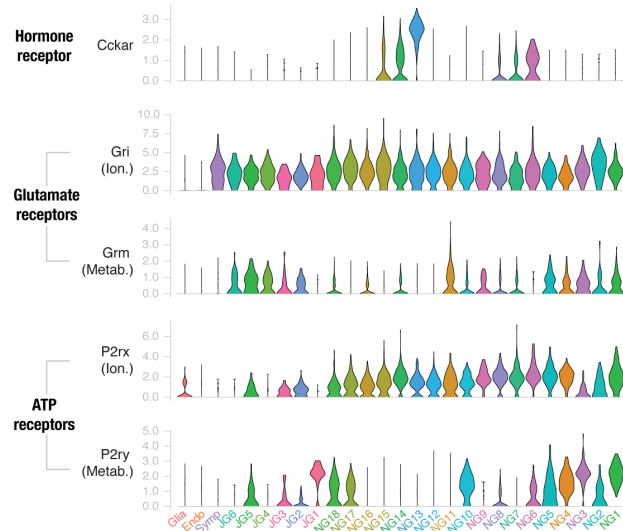 Hormone
receptor
Cckar
3.0
2.0
1.0
0.0
Glutamate
receptors
Gri
(Ion.)
10.0
7.5
5.0
2.5
0.0
Grm
(Metab.)
4.0
3.0
2.0
1.0
0.0
ATP
receptors
P2rx
(Ion.)
6.0
4.0
2.0
0.0
P2ry
(Metab.)
5.0
4.0
3.0
2.0
1.0
0.0
Glia Endo Symp JG6 JG5 JG4 JG3 JG2 JG1 NG18 NG17 NG16 NG15 NG14 NG13 NG12 NG11 NG10 NG9 NG8 NG7 NG6 NG5 NG4 NG3 NG2 NG1